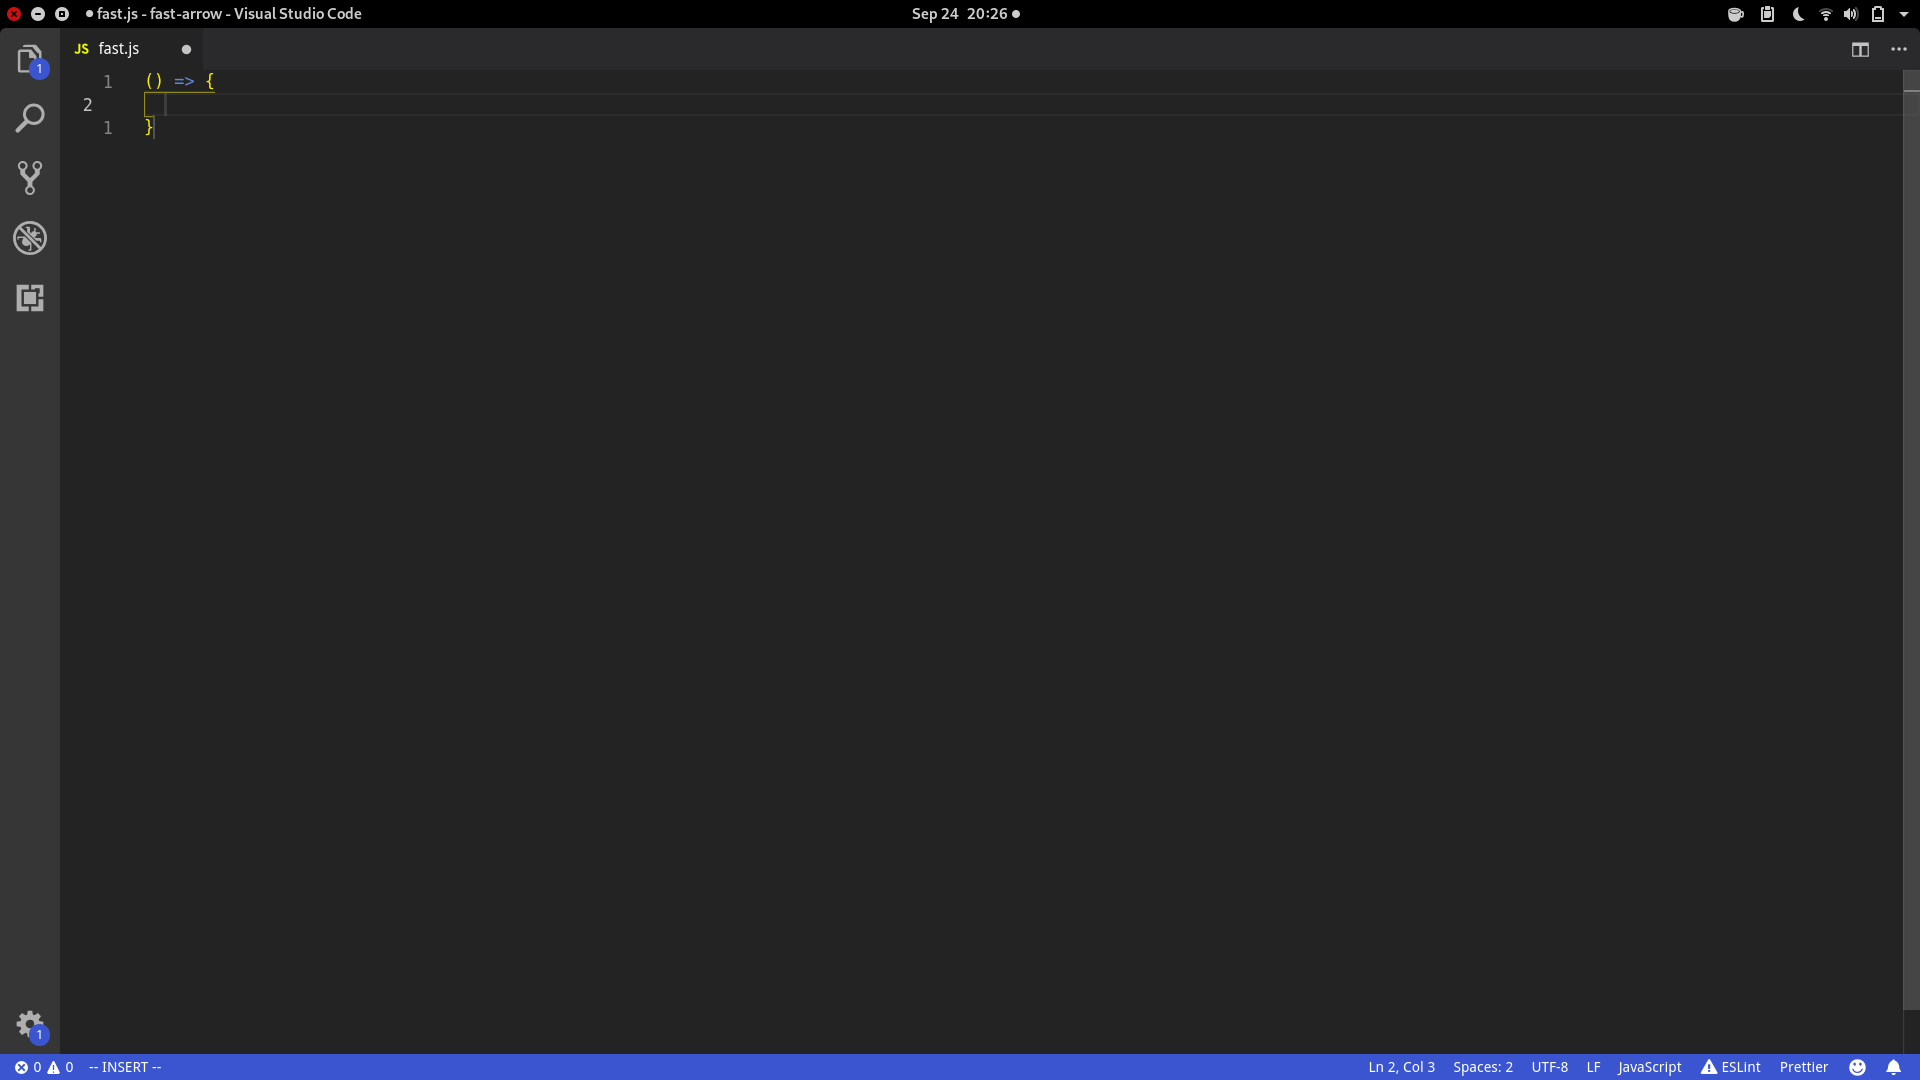 fast.js - fast-arrow - Visual Studio Code
Sep 24 20:26
JS fast.js
1
1 () => {
2
1 }
1
0 0 -- INSERT --
Ln 2, Col 3 Spaces: 2 UTF-8 LF JavaScript ESLint Prettier